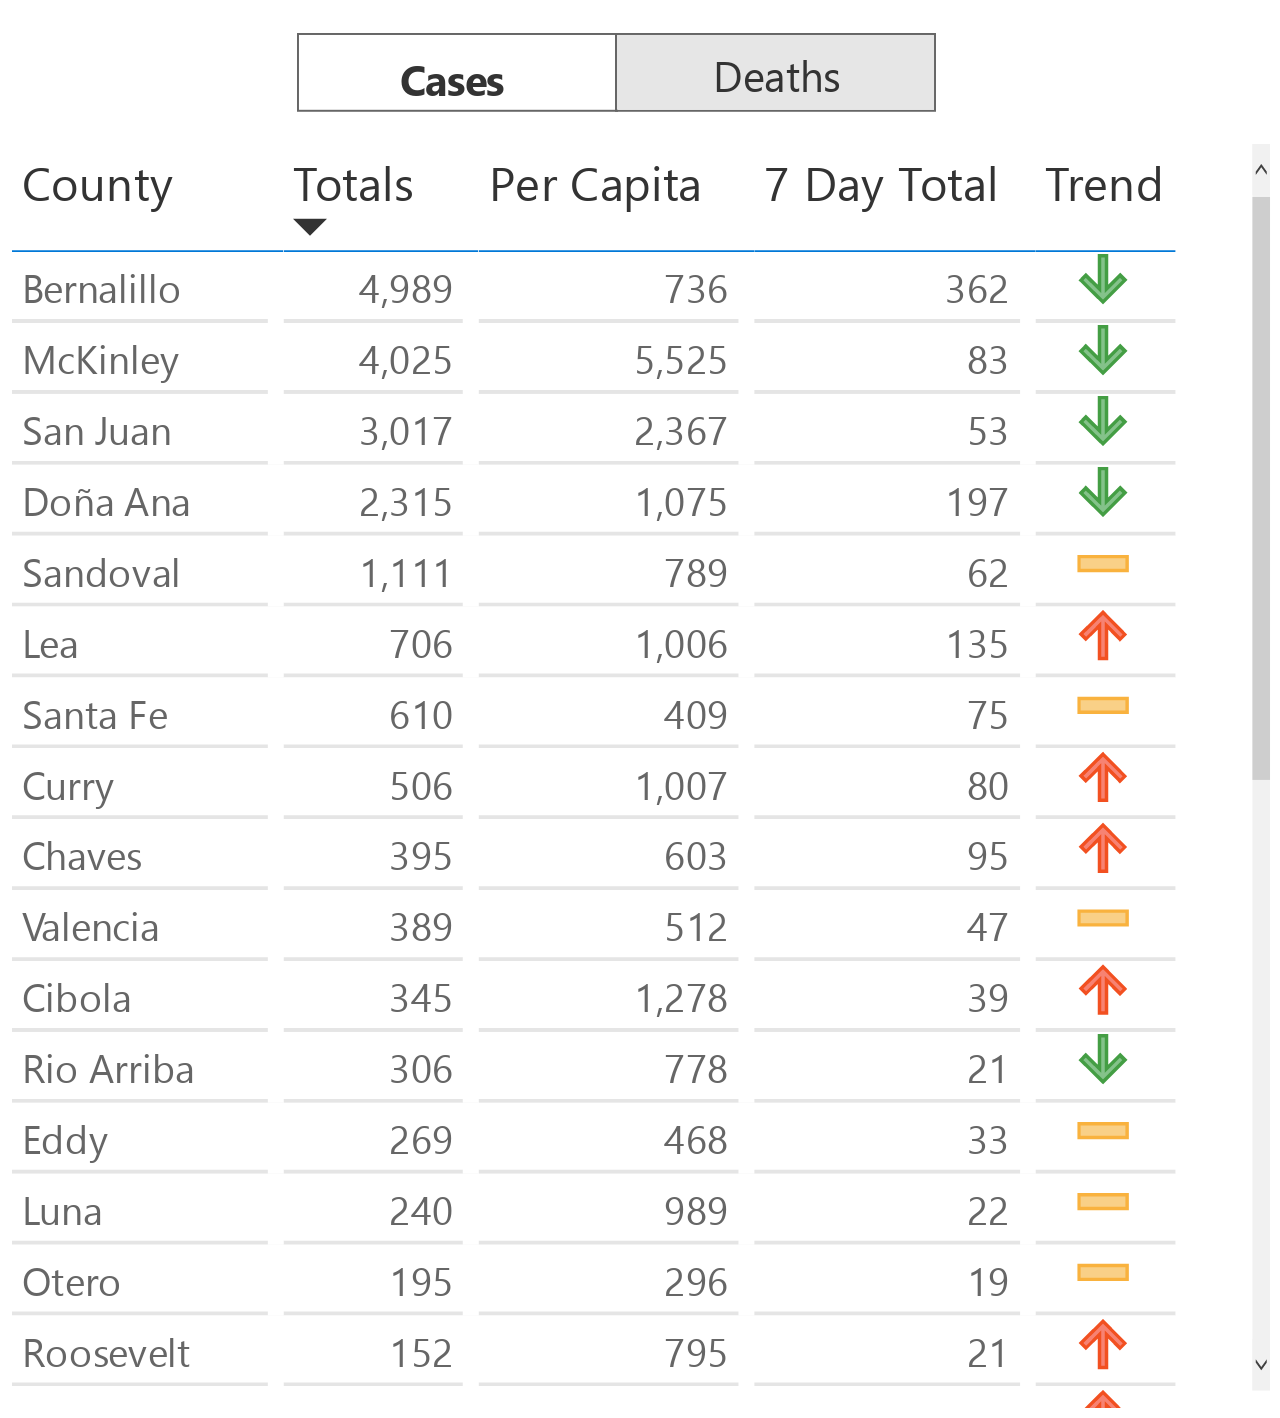 Cases Deaths
County Totals Per Capita 7 Day Total Trend
Bernalillo 4,989 736 362
McKinley 4,025 5,525 83
San Juan 3,017 2,367 53
Doña Ana 2,315 1,075 197
Sandoval 1,111 789 62
Lea 706 1,006 135
Santa Fe 610 409 75
Curry 506 1,007 80
Chaves 395 603 95
Valencia 389 512 47
Cibola 345 1,278 39
Rio Arriba 306 778 21
Eddy 269 468 33
Luna 240 989 22
Otero 195 296 19
Roosevelt 152 795 21